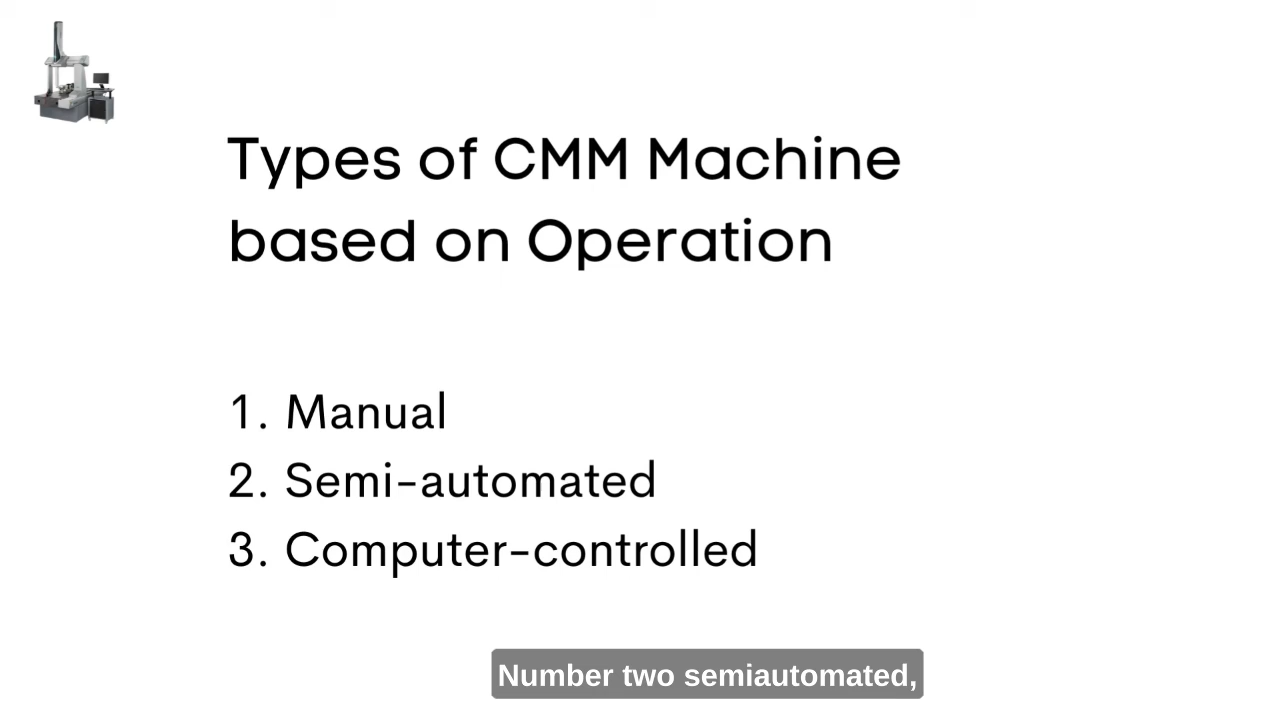 Types of CMM Machine
based on Operation
1. Manual
2. Semi-automated
3. Computer-controlled
Number two semiautomated,